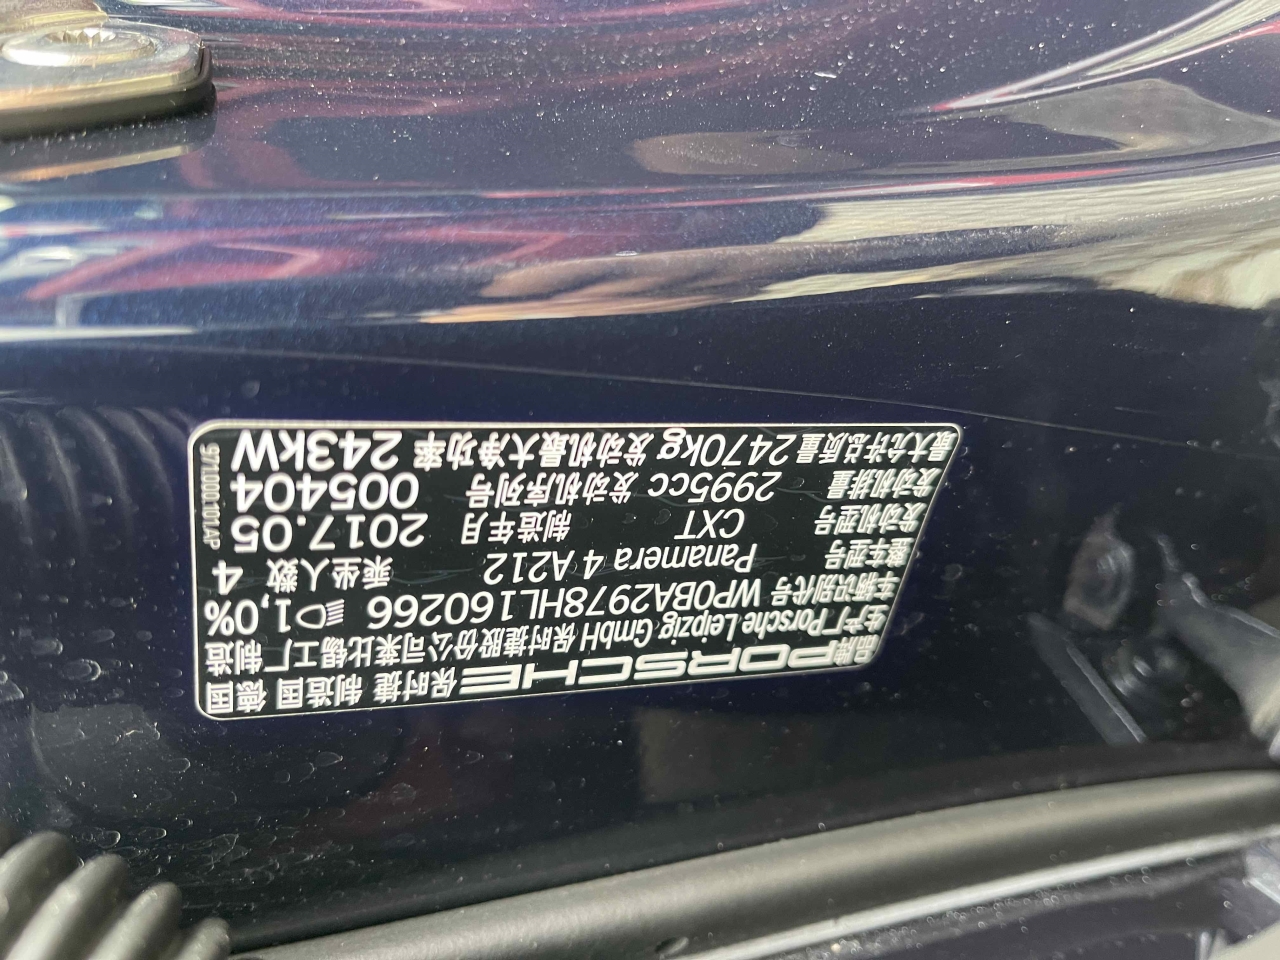 品牌 PORSCHE 保时捷 制造国 德国
生产厂 Porsche Leipzig GmbH 保时捷股份公司莱比锡工厂 制造
车辆识别代号 WP0BA2978HL160266 1,0%
整车型号 Panamera 4 A212 乘坐人数 4
发动机型号 CXT 制造年月 2017.05
发动机排量 2995cc 发动机序列号 005404
最大允许总质量 2470kg 发动机最大净功率 243kW